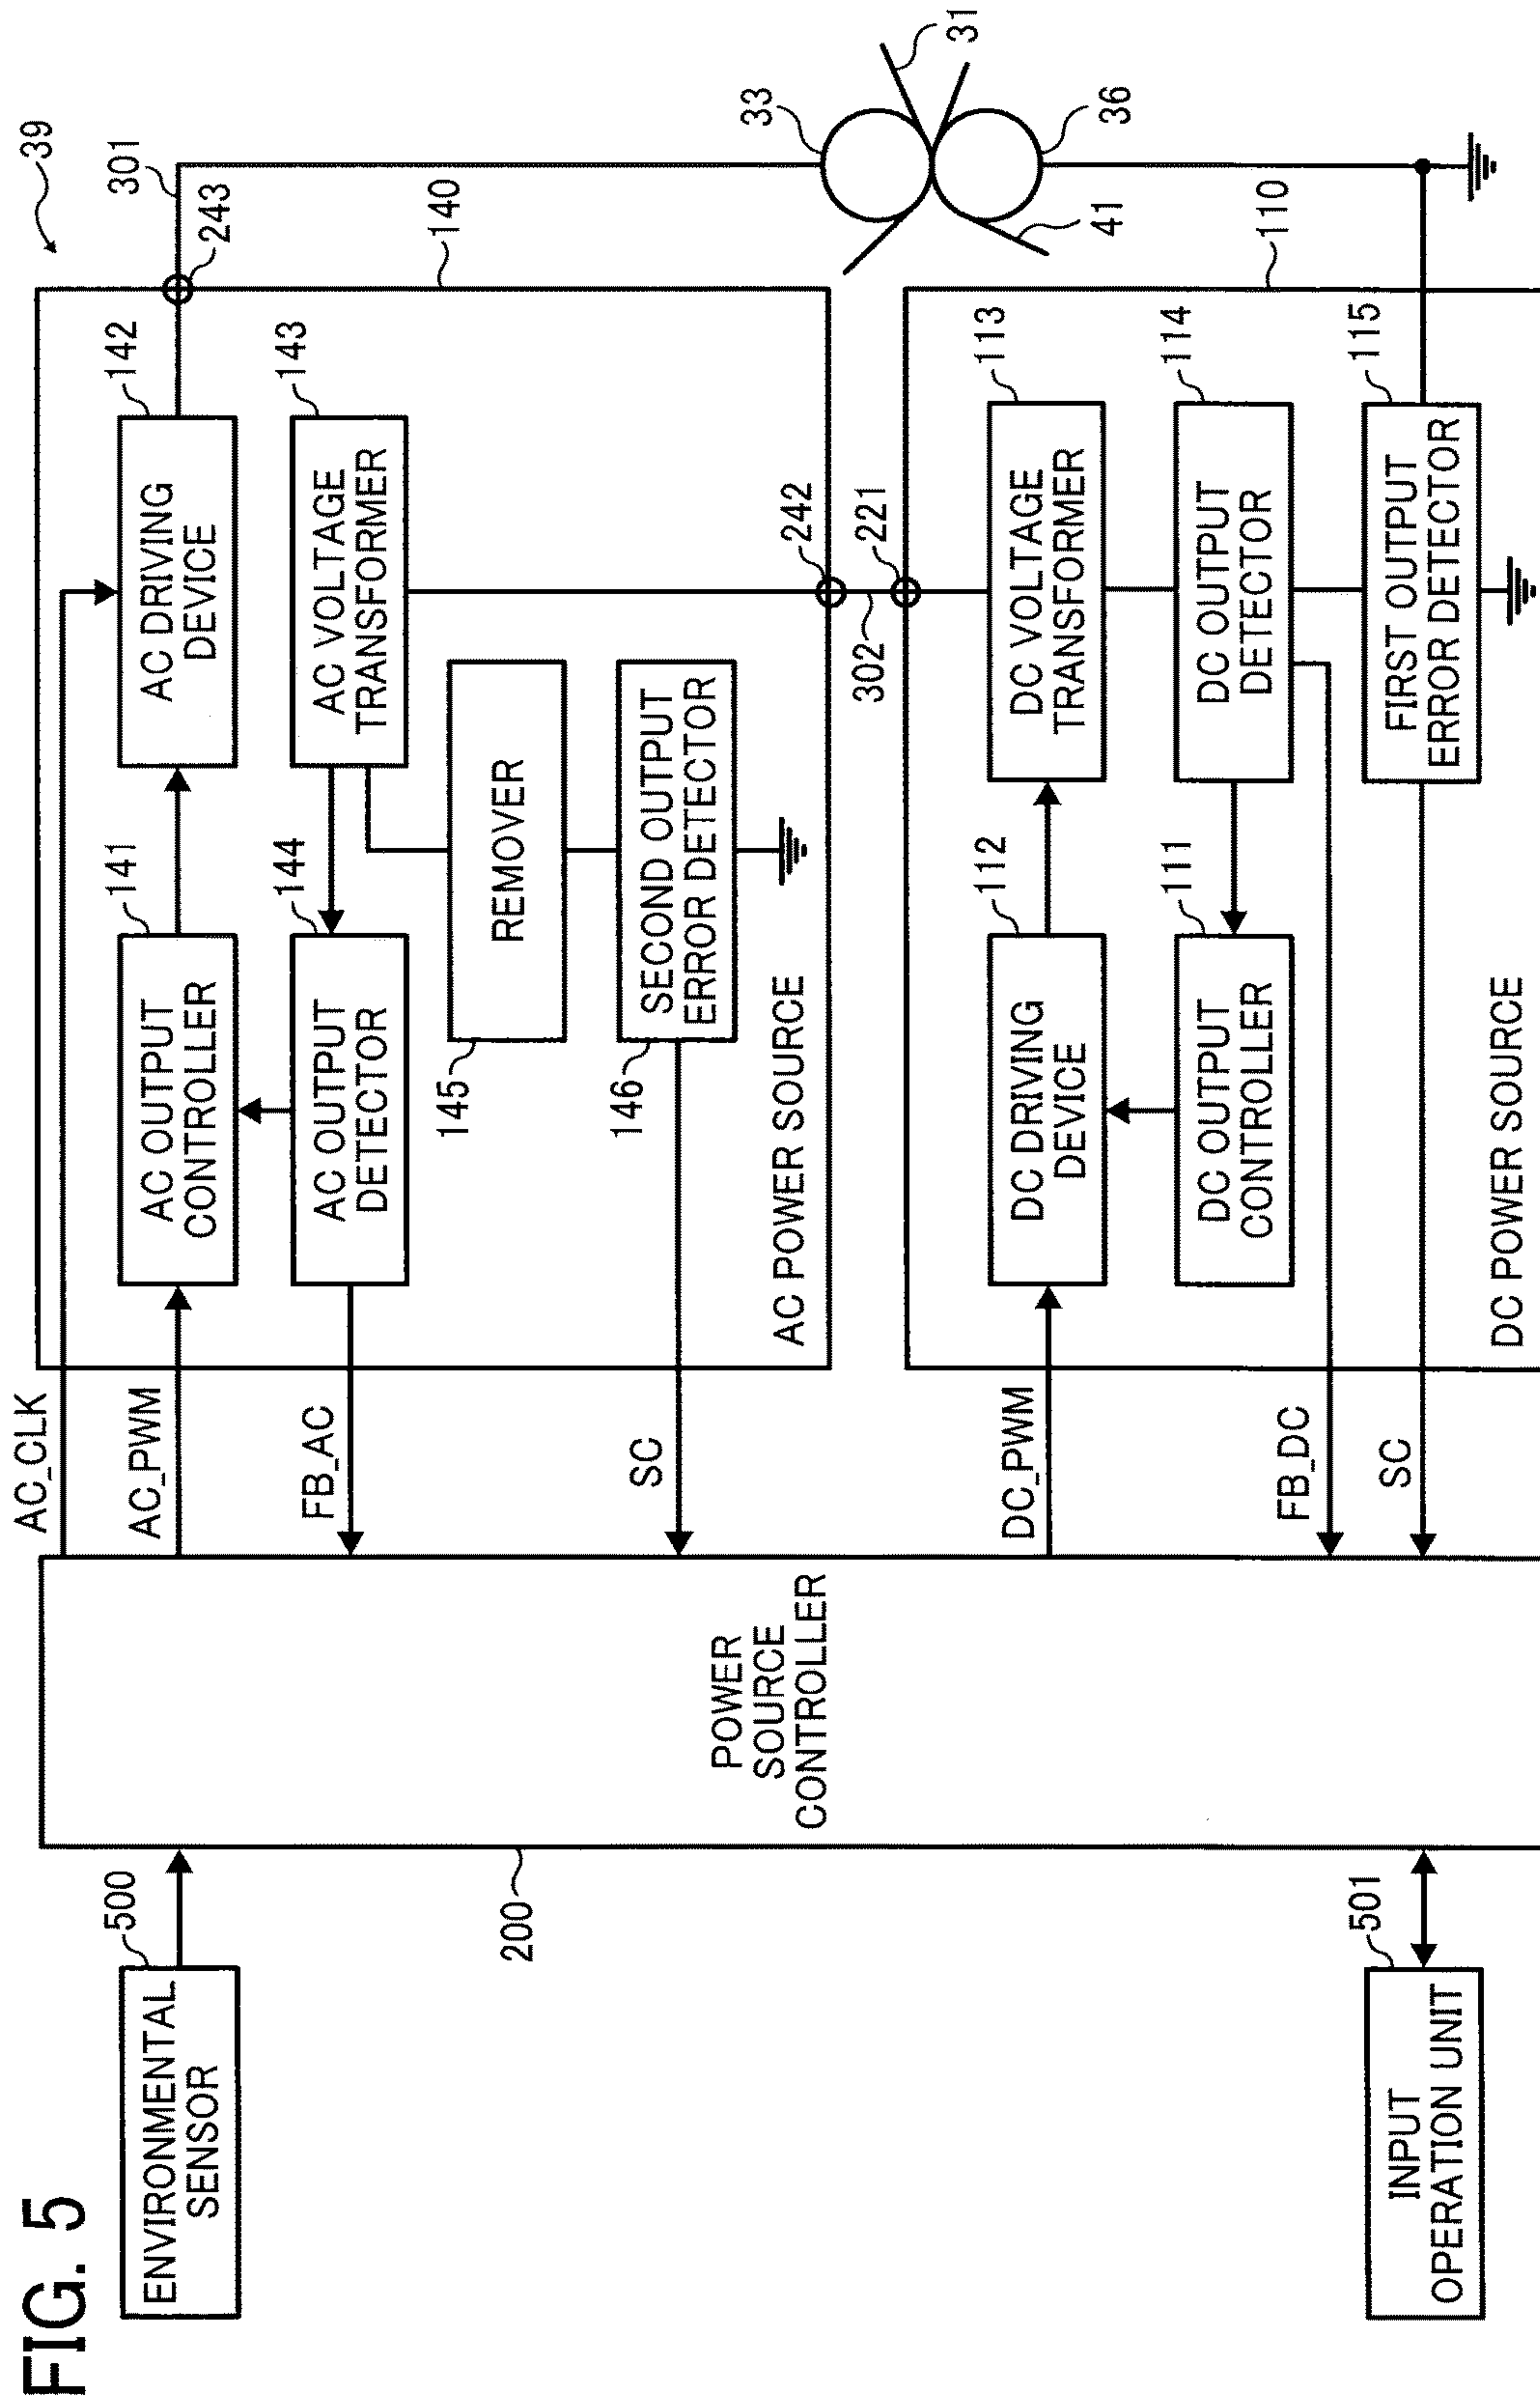 FIG. 5
39
ENVIRONMENTAL
SENSOR
500
200
POWER
SOURCE
CONTROLLER
INPUT
OPERATION UNIT
501
AC_CLK
AC_PWM
FB_AC
SC
DC_PWM
FB_DC
SC
AC OUTPUT
CONTROLLER
141
AC DRIVING
DEVICE
142
AC OUTPUT
DETECTOR
144
AC VOLTAGE
TRANSFORMER
143
REMOVER
145
SECOND OUTPUT
ERROR DETECTOR
146
AC POWER SOURCE
140
301
243
242
302
221
DC DRIVING
DEVICE
112
DC VOLTAGE
TRANSFORMER
113
DC OUTPUT
CONTROLLER
111
DC OUTPUT
DETECTOR
114
FIRST OUTPUT
ERROR DETECTOR
115
DC POWER SOURCE
110
33
31
36
41